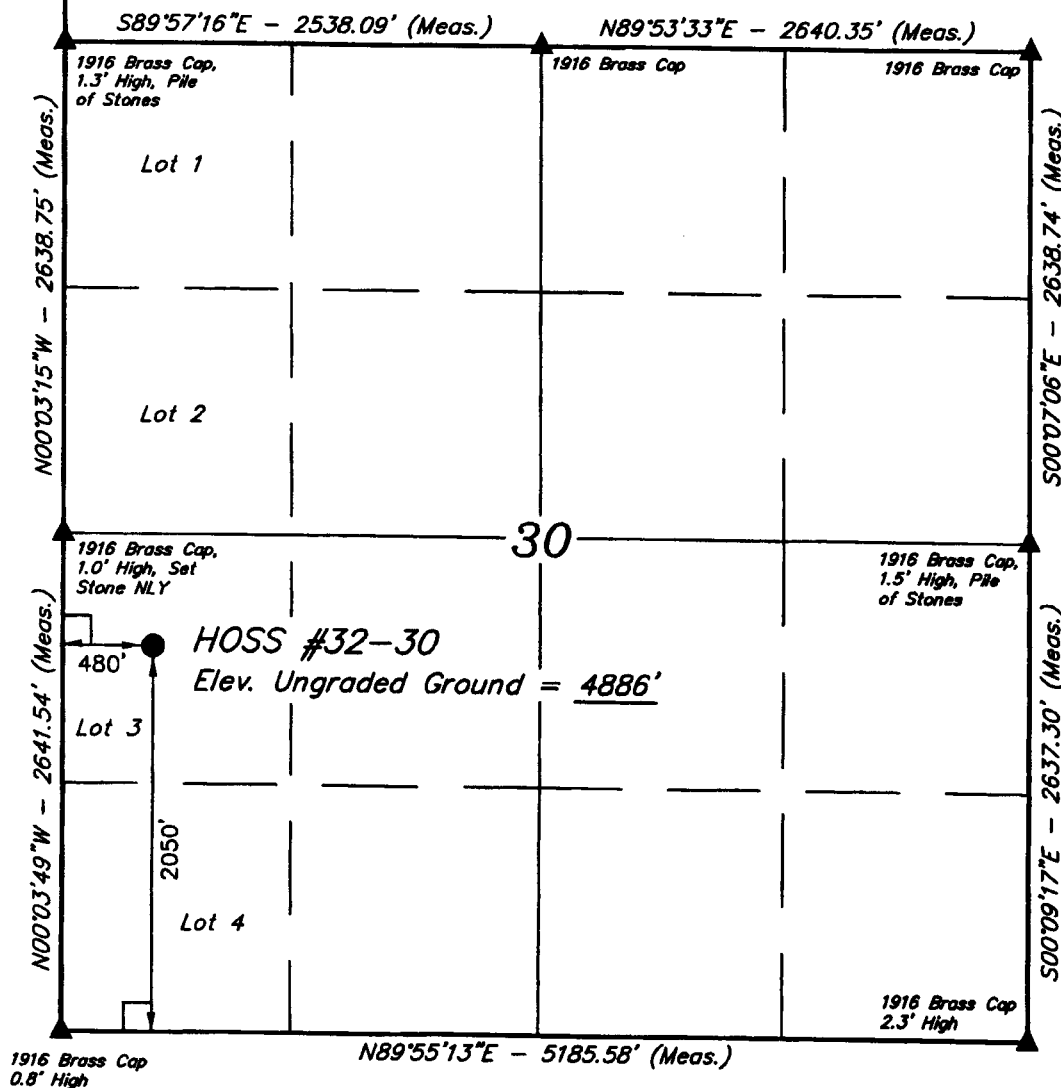 S89°57'16"E - 2538.09' (Meas.)
N89°53'33"E - 2640.35' (Meas.)
1916 Brass Cap,
1.3' High, Pile
of Stones
1916 Brass Cap
1916 Brass Cap
N00°03'15"W - 2638.75' (Meas.)
S00°07'06"E - 2638.74' (Meas.)
Lot 1
Lot 2
30
1916 Brass Cap,
1.0' High, Set
Stone NLY
1916 Brass Cap,
1.5' High, Pile
of Stones
HOSS #32-30
Elev. Ungraded Ground = 4886'
480'
Lot 3
2050'
Lot 4
N00°03'49"W - 2641.54' (Meas.)
S00°09'17"E - 2637.30' (Meas.)
1916 Brass Cap
2.3' High
1916 Brass Cap
0.8' High
N89°55'13"E - 5185.58' (Meas.)